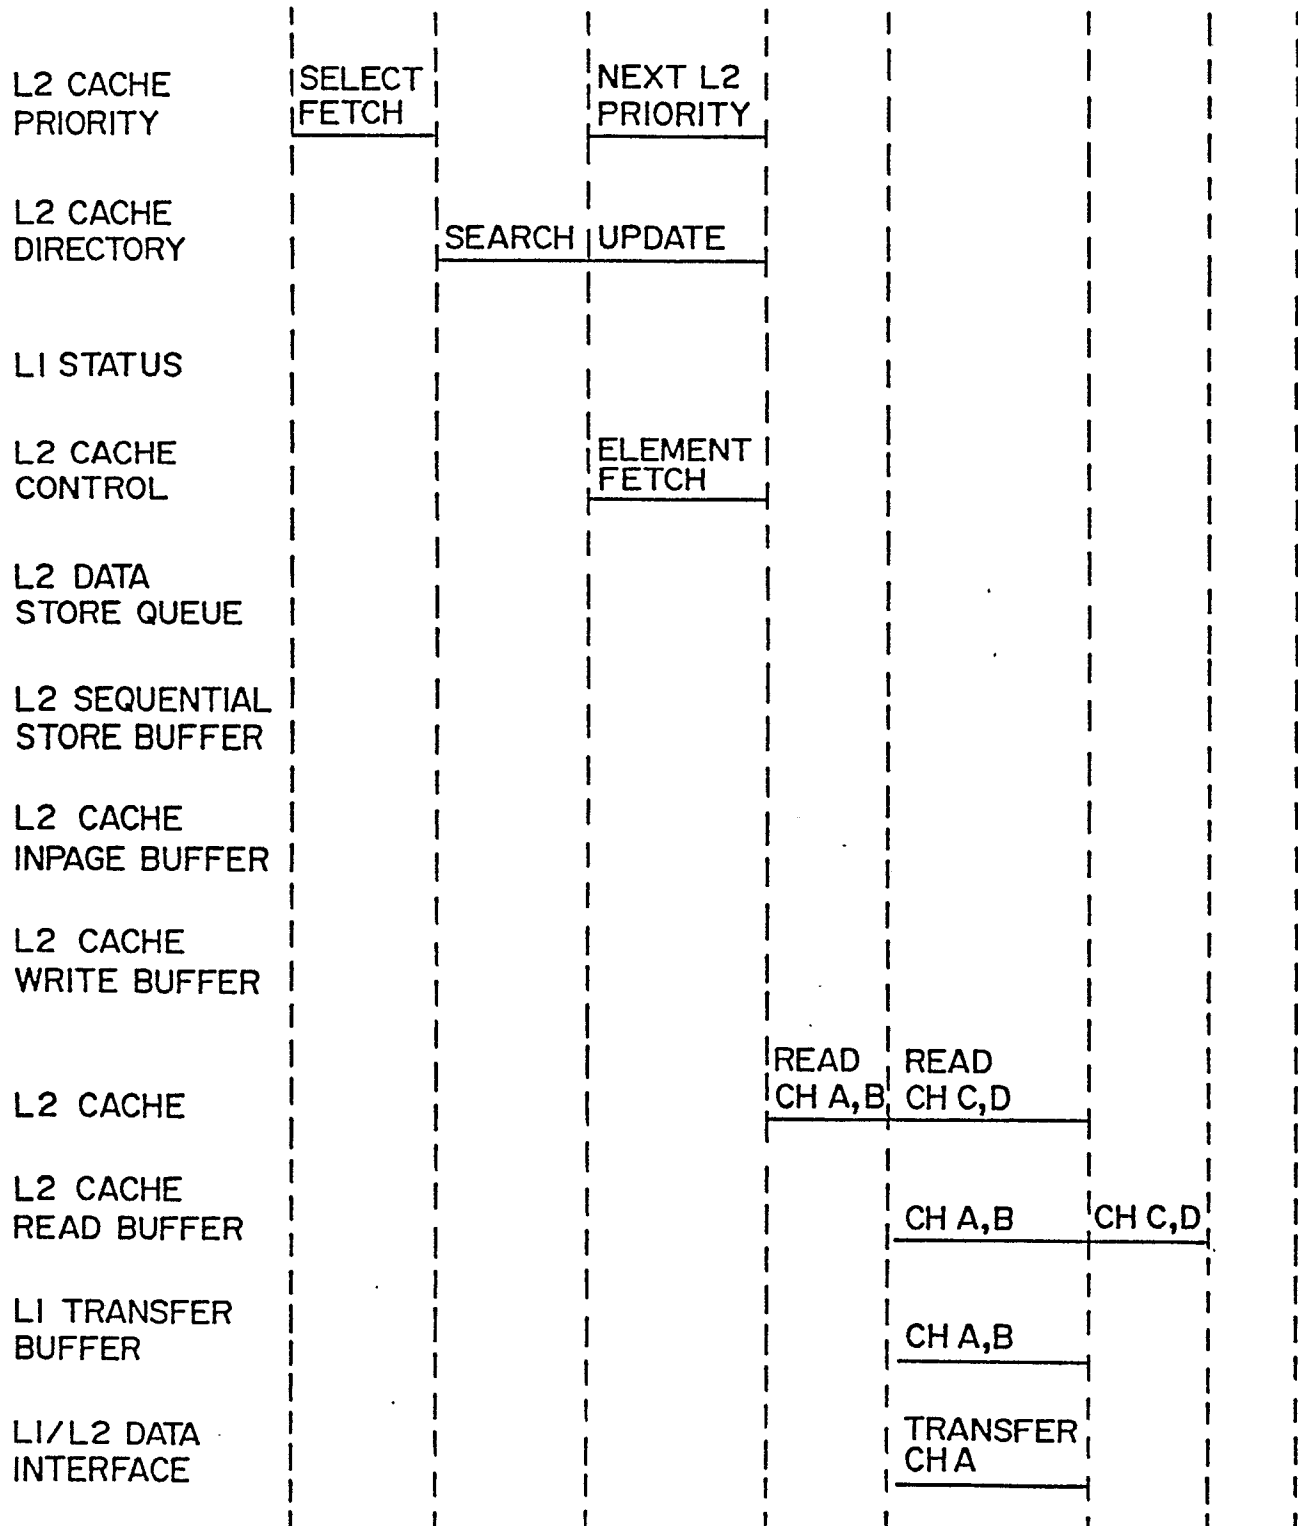 L2 CACHE
PRIORITY
SELECT
FETCH
NEXT L2
PRIORITY
L2 CACHE
DIRECTORY
SEARCH
UPDATE
L1 STATUS
L2 CACHE
CONTROL
ELEMENT
FETCH
L2 DATA
STORE QUEUE
L2 SEQUENTIAL
STORE BUFFER
L2 CACHE
INPAGE BUFFER
L2 CACHE
WRITE BUFFER
L2 CACHE
READ
CH A,B
READ
CH C,D
L2 CACHE
READ BUFFER
CH A,B
CH C,D
L1 TRANSFER
BUFFER
CH A,B
L1/L2 DATA
INTERFACE
TRANSFER
CH A